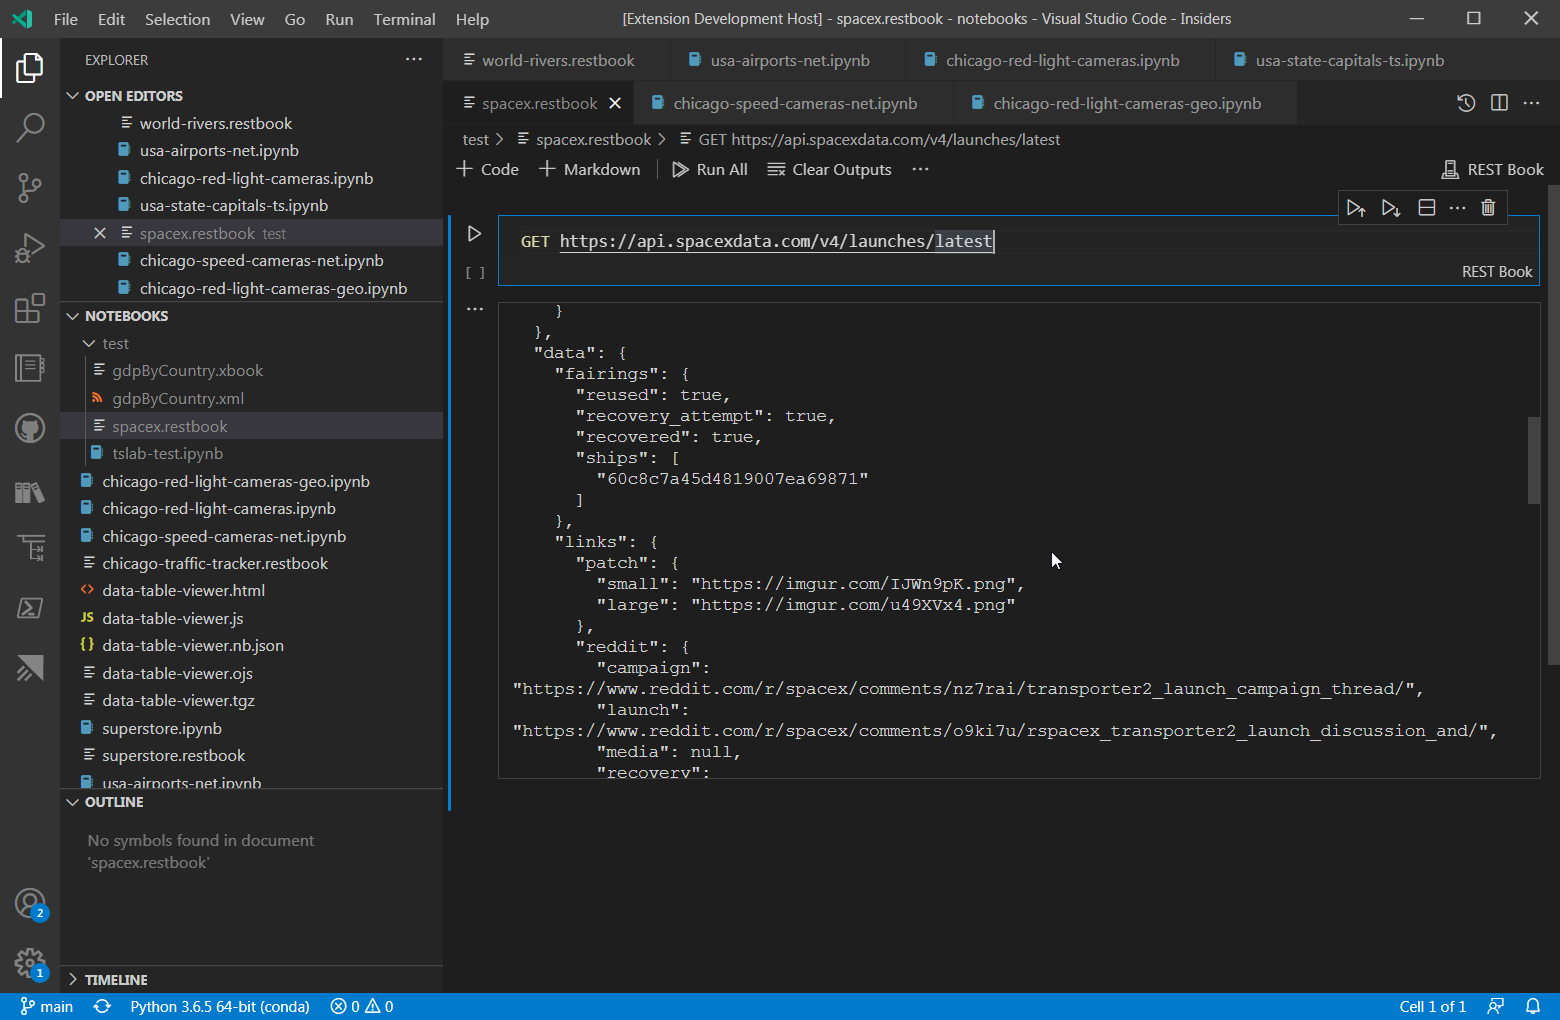 File Edit Selection View Go Run Terminal Help [Extension Development Host] - spacex.restbook - notebooks - Visual Studio Code - Insiders
EXPLORER
OPEN EDITORS
world-rivers.restbook
usa-airports-net.ipynb
chicago-red-light-cameras.ipynb
usa-state-capitals-ts.ipynb
spacex.restbook test
chicago-speed-cameras-net.ipynb
chicago-red-light-cameras-geo.ipynb
NOTEBOOKS
test
gdpByCountry.xbook
gdpByCountry.xml
spacex.restbook
tslab-test.ipynb
chicago-red-light-cameras-geo.ipynb
chicago-red-light-cameras.ipynb
chicago-speed-cameras-net.ipynb
chicago-traffic-tracker.restbook
data-table-viewer.html
JS data-table-viewer.js
{} data-table-viewer.nb.json
data-table-viewer.ojs
data-table-viewer.tgz
superstore.ipynb
superstore.restbook
usa-airports-net.ipynb
OUTLINE
No symbols found in document
'spacex.restbook'
TIMELINE
2
1
world-rivers.restbook usa-airports-net.ipynb chicago-red-light-cameras.ipynb usa-state-capitals-ts.ipynb
spacex.restbook chicago-speed-cameras-net.ipynb chicago-red-light-cameras-geo.ipynb
test > spacex.restbook > GET https://api.spacexdata.com/v4/launches/latest
+ Code + Markdown Run All Clear Outputs ... REST Book
GET https://api.spacexdata.com/v4/launches/latest
[ ]
REST Book
}
},
"data": {
"fairings": {
"reused": true,
"recovery_attempt": true,
"recovered": true,
"ships": [
"60c8c7a45d4819007ea69871"
]
},
"links": {
"patch": {
"small": "https://imgur.com/IJWn9pK.png",
"large": "https://imgur.com/u49XVx4.png"
},
"reddit": {
"campaign":
"https://www.reddit.com/r/spacex/comments/nz7rai/transporter2_launch_campaign_thread/",
"launch":
"https://www.reddit.com/r/spacex/comments/o9ki7u/rspacex_transporter2_launch_discussion_and/",
"media": null,
"recovery":
main Python 3.6.5 64-bit (conda) 0 0 Cell 1 of 1